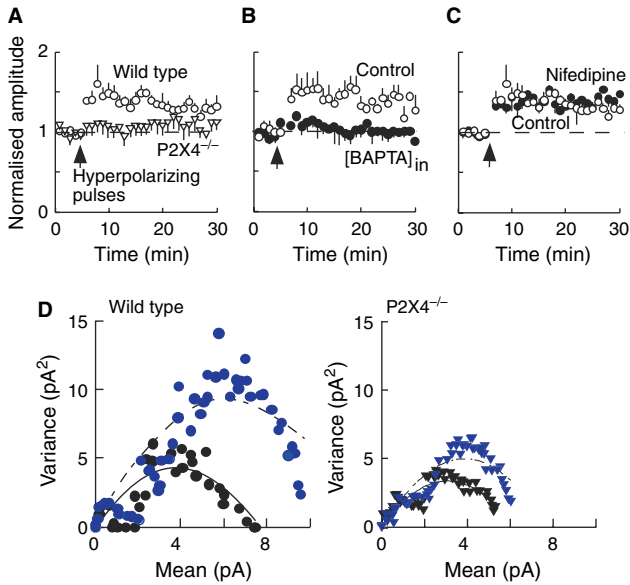 A
B
C
Normalised amplitude
2
1
0
Wild type
P2X4−/−
Hyperpolarizing
pulses
0 10 20 30
Time (min)
Control
[BAPTA]in
0 10 20 30
Time (min)
Nifedipine
Control
0 10 20 30
Time (min)
D
Wild type
Variance (pA2)
15
10
5
0
0 4 8
Mean (pA)
P2X4−/−
Variance (pA2)
15
10
5
0
0 4 8
Mean (pA)